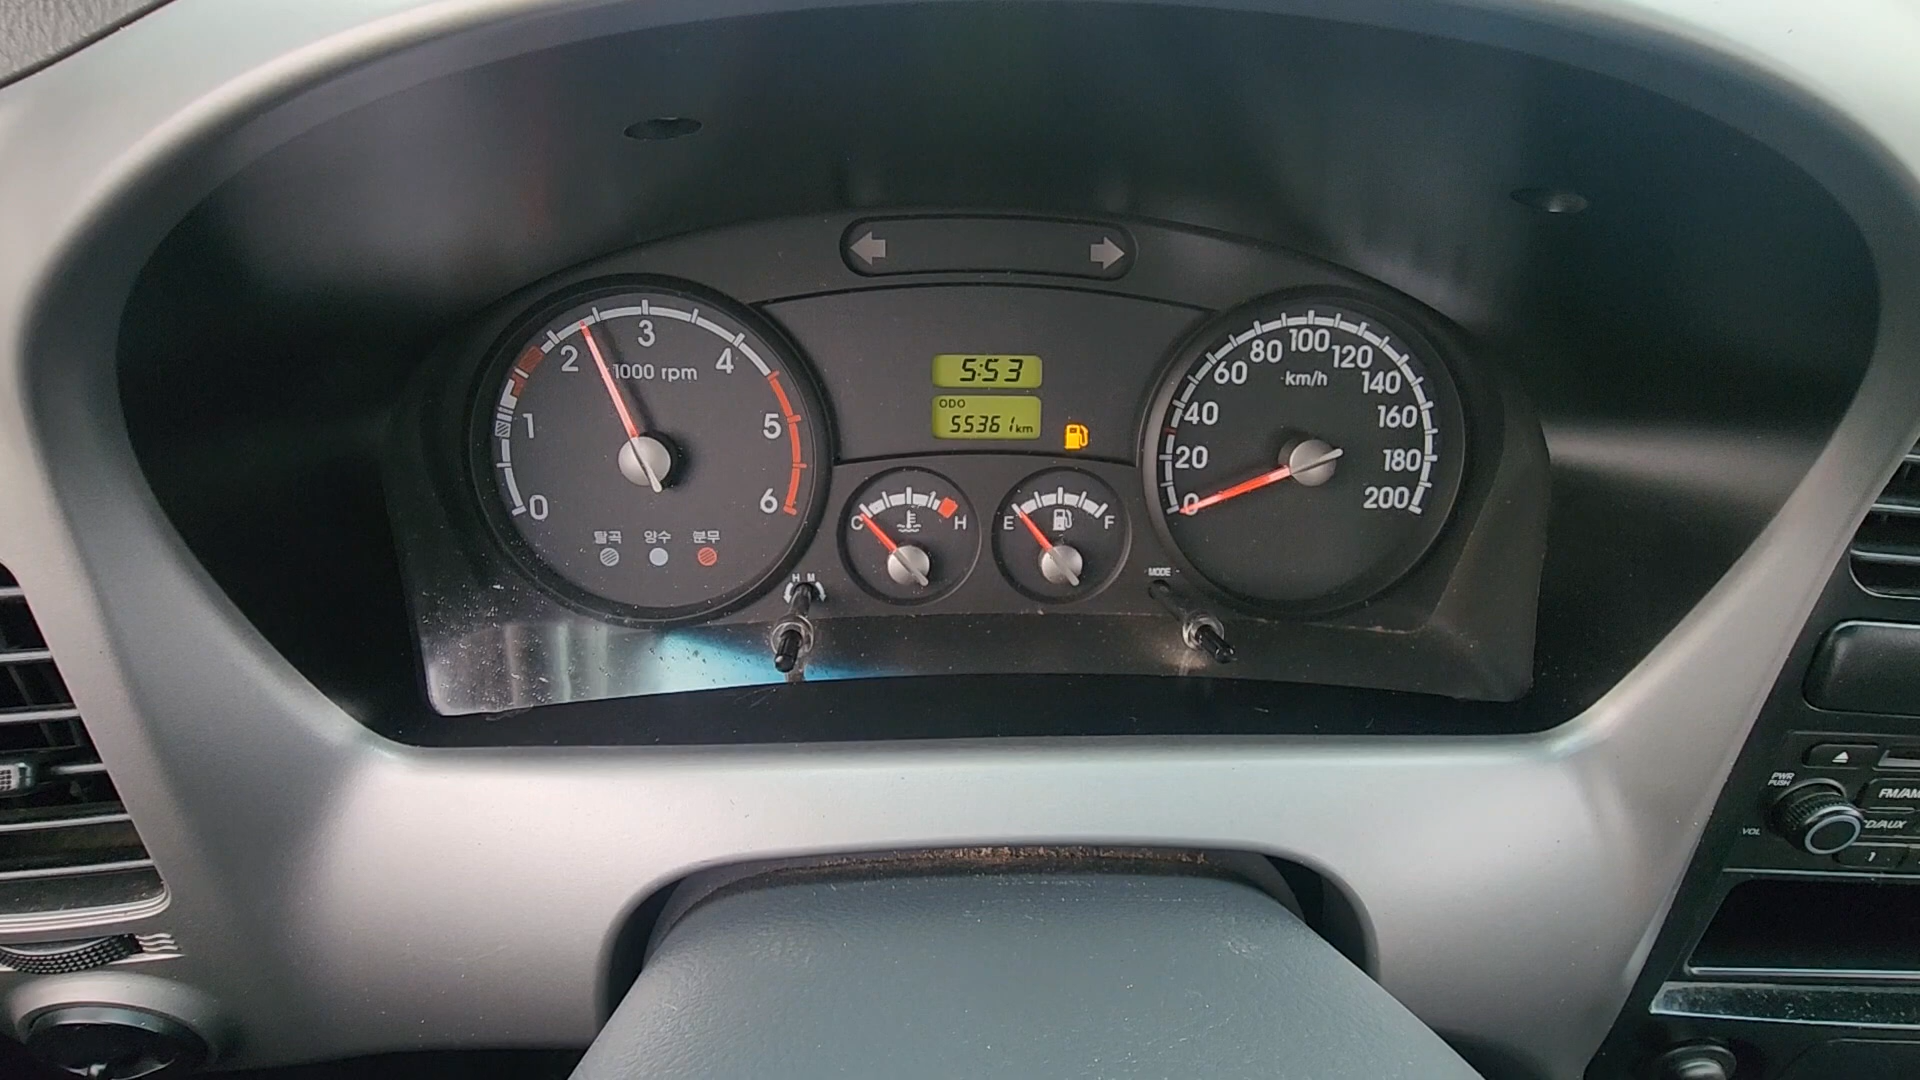 0
1
2
3
4
5
6
1000 rpm
탈곡 양수 분무
5:53
ODO
55361km
C H
E F
H M
MODE
0
20
40
60
80
100
120
140
160
180
200
km/h
PWR
PUSH
VOL
FM/AM
CD/AUX
1